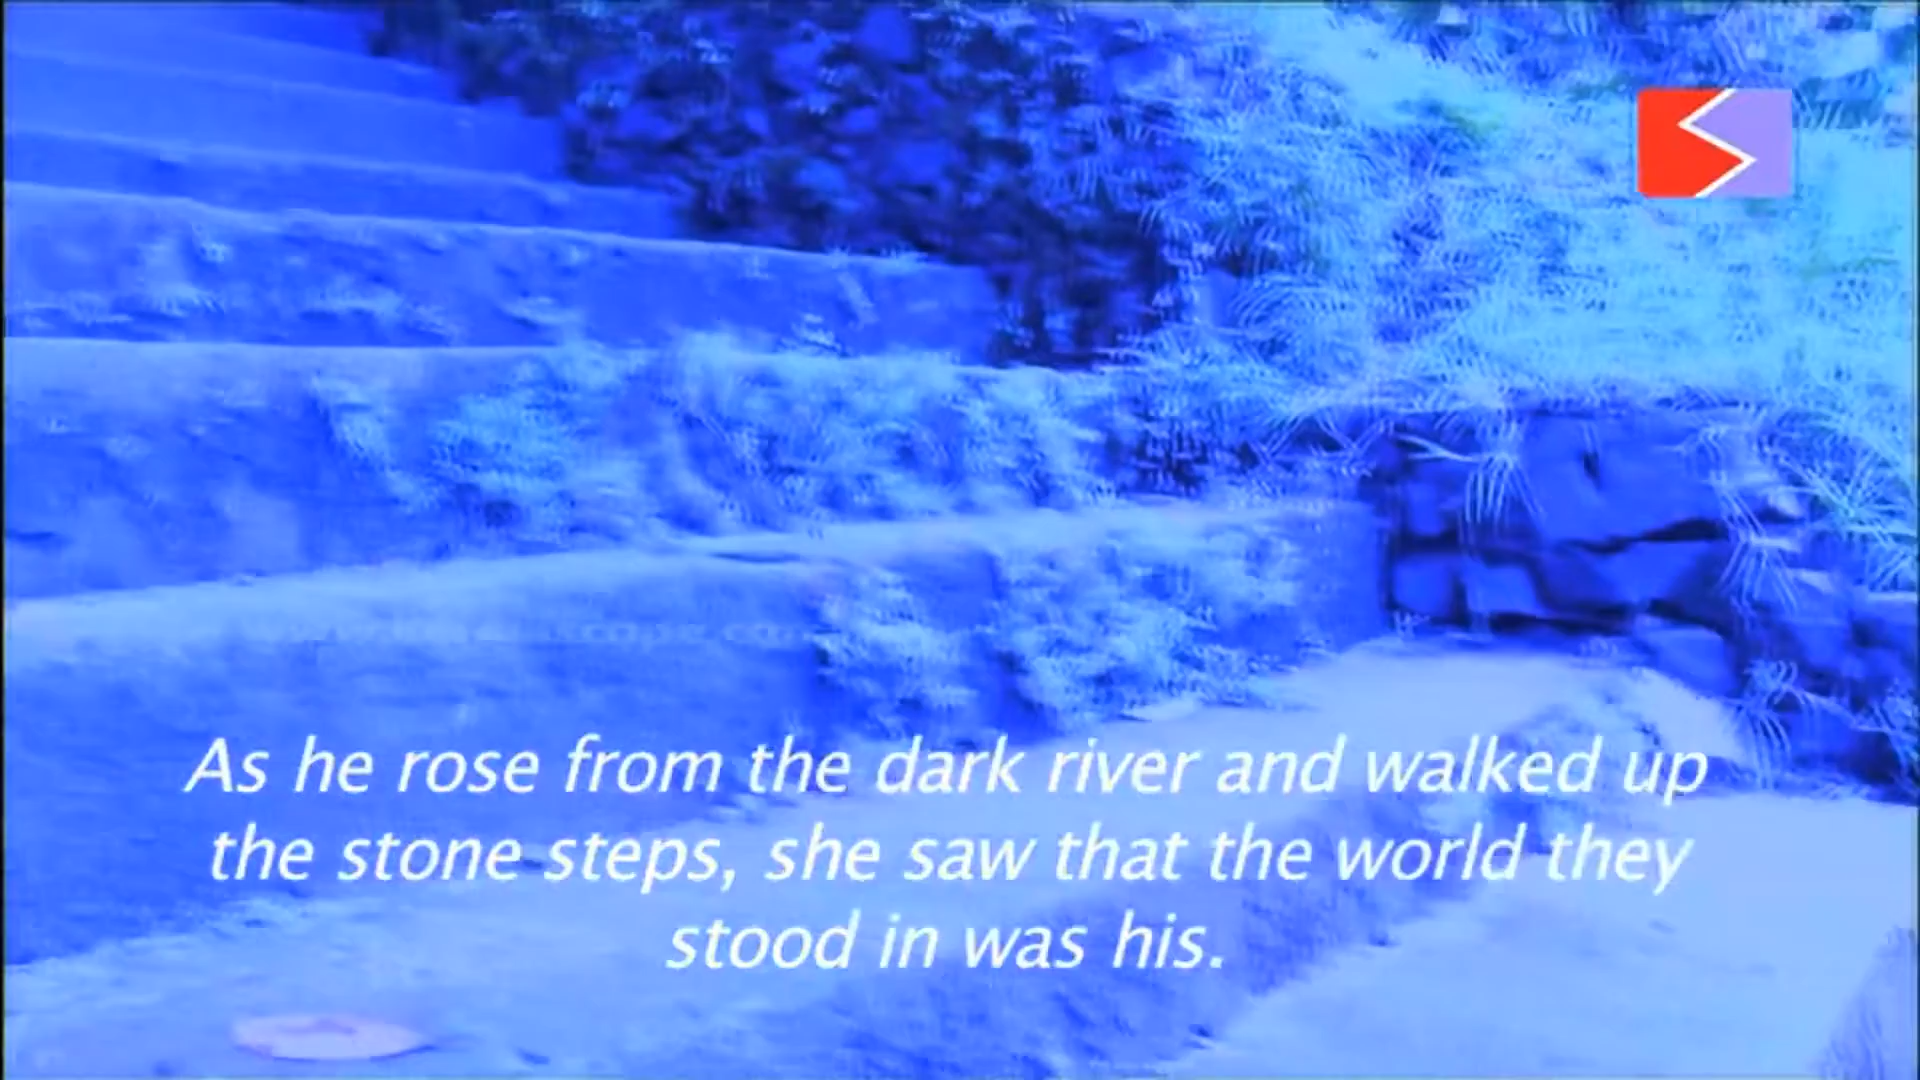 As he rose from the dark river and walked up
the stone steps, she saw that the world they
stood in was his.